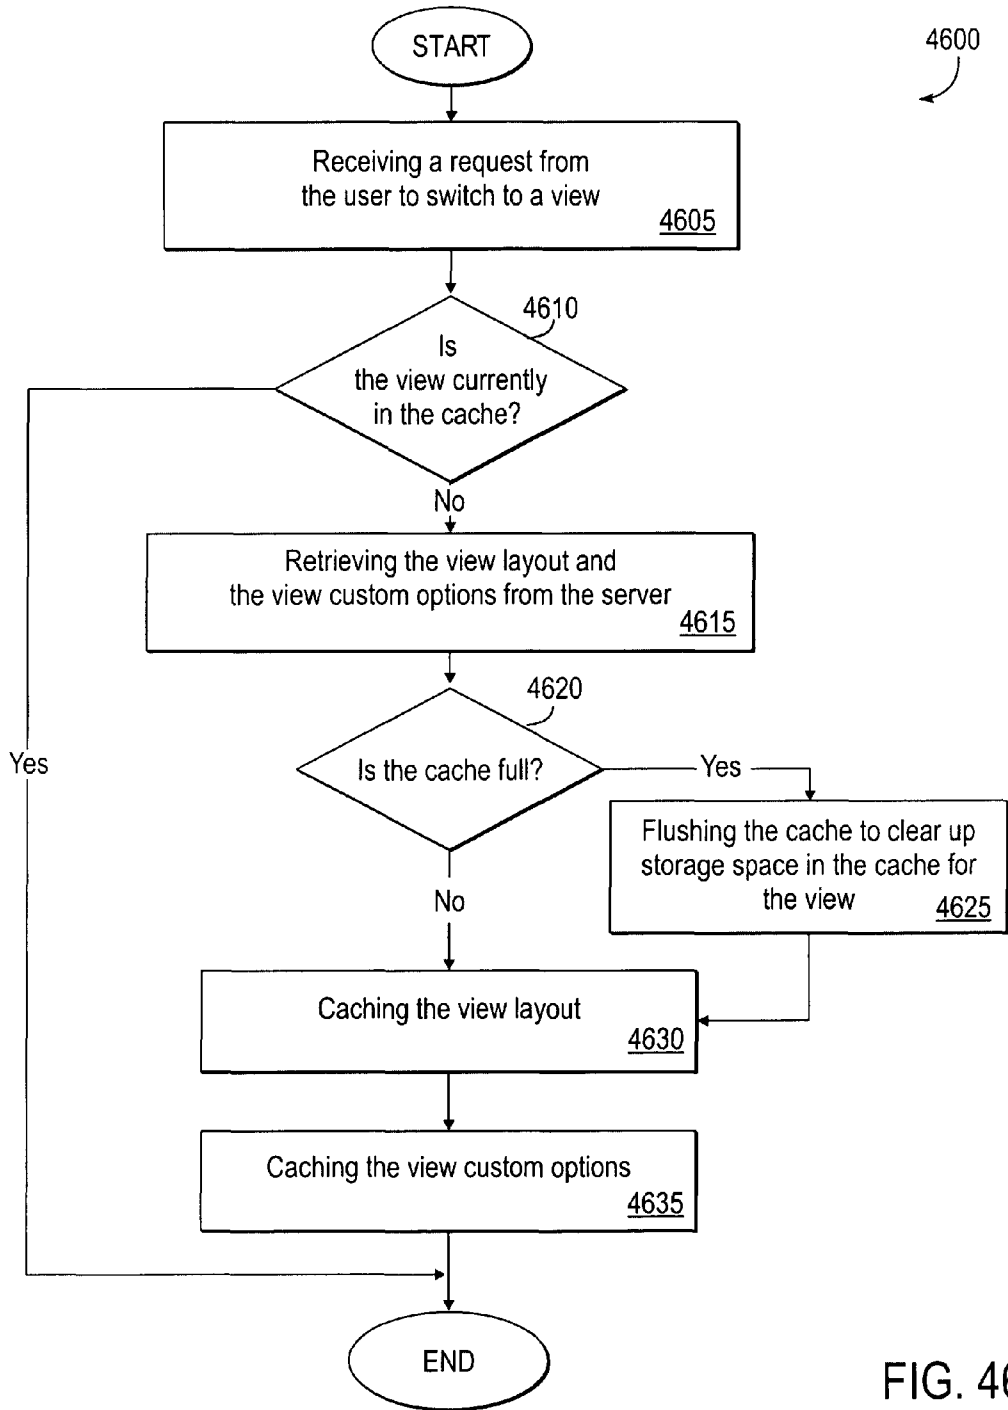 START
4600
Receiving a request from
the user to switch to a view
4605
4610
Is
the view currently
in the cache?
No
Retrieving the view layout and
the view custom options from the server
4615
4620
Yes
Is the cache full?
Yes
Flushing the cache to clear up
storage space in the cache for
the view
4625
No
Caching the view layout
4630
Caching the view custom options
4635
END
FIG. 46